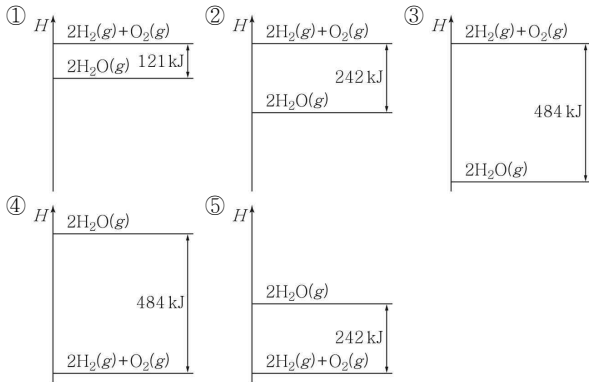 ① H 2H₂(g)+O₂(g) 121 kJ 2H₂O(g)
② H 2H₂(g)+O₂(g) 242 kJ 2H₂O(g)
③ H 2H₂(g)+O₂(g) 484 kJ 2H₂O(g)
④ H 2H₂O(g) 484 kJ 2H₂(g)+O₂(g)
⑤ H 2H₂O(g) 242 kJ 2H₂(g)+O₂(g)